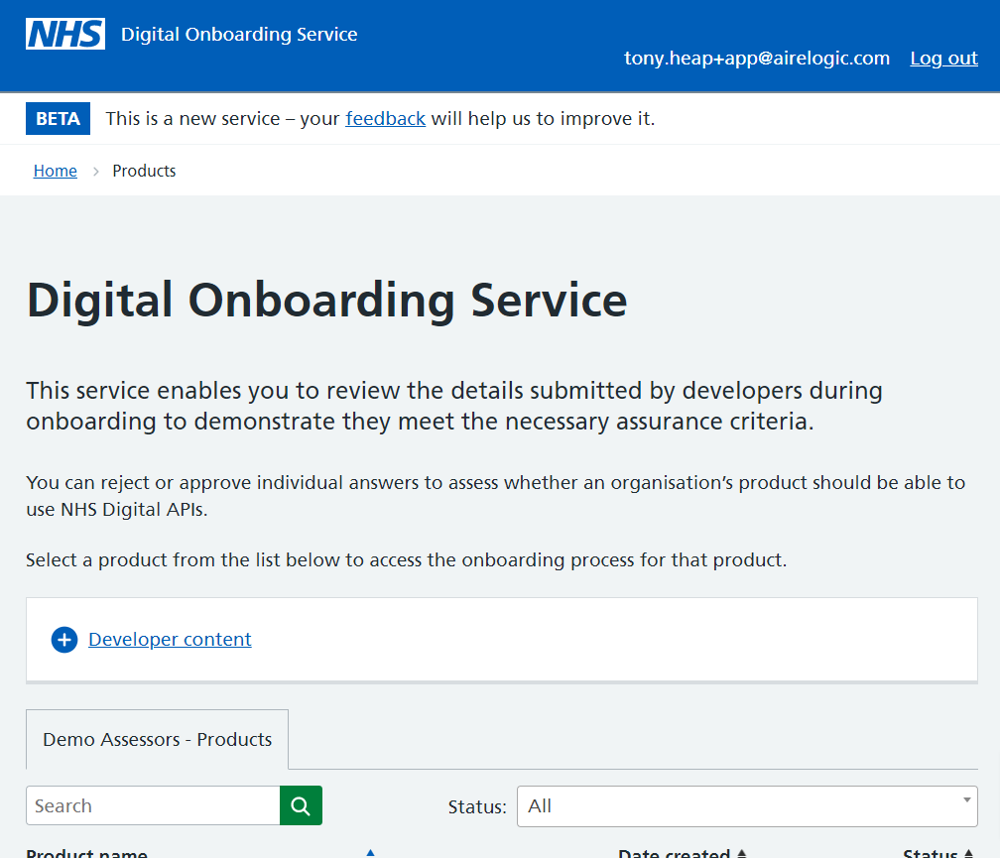 NHS Digital Onboarding Service
tony.heap+app@airelogic.com Log out
BETA This is a new service – your feedback will help us to improve it.
Home > Products
Digital Onboarding Service
This service enables you to review the details submitted by developers during
onboarding to demonstrate they meet the necessary assurance criteria.
You can reject or approve individual answers to assess whether an organisation’s product should be able to
use NHS Digital APIs.
Select a product from the list below to access the onboarding process for that product.
Developer content
Demo Assessors - Products
Search Status: All
Product name Date created Status